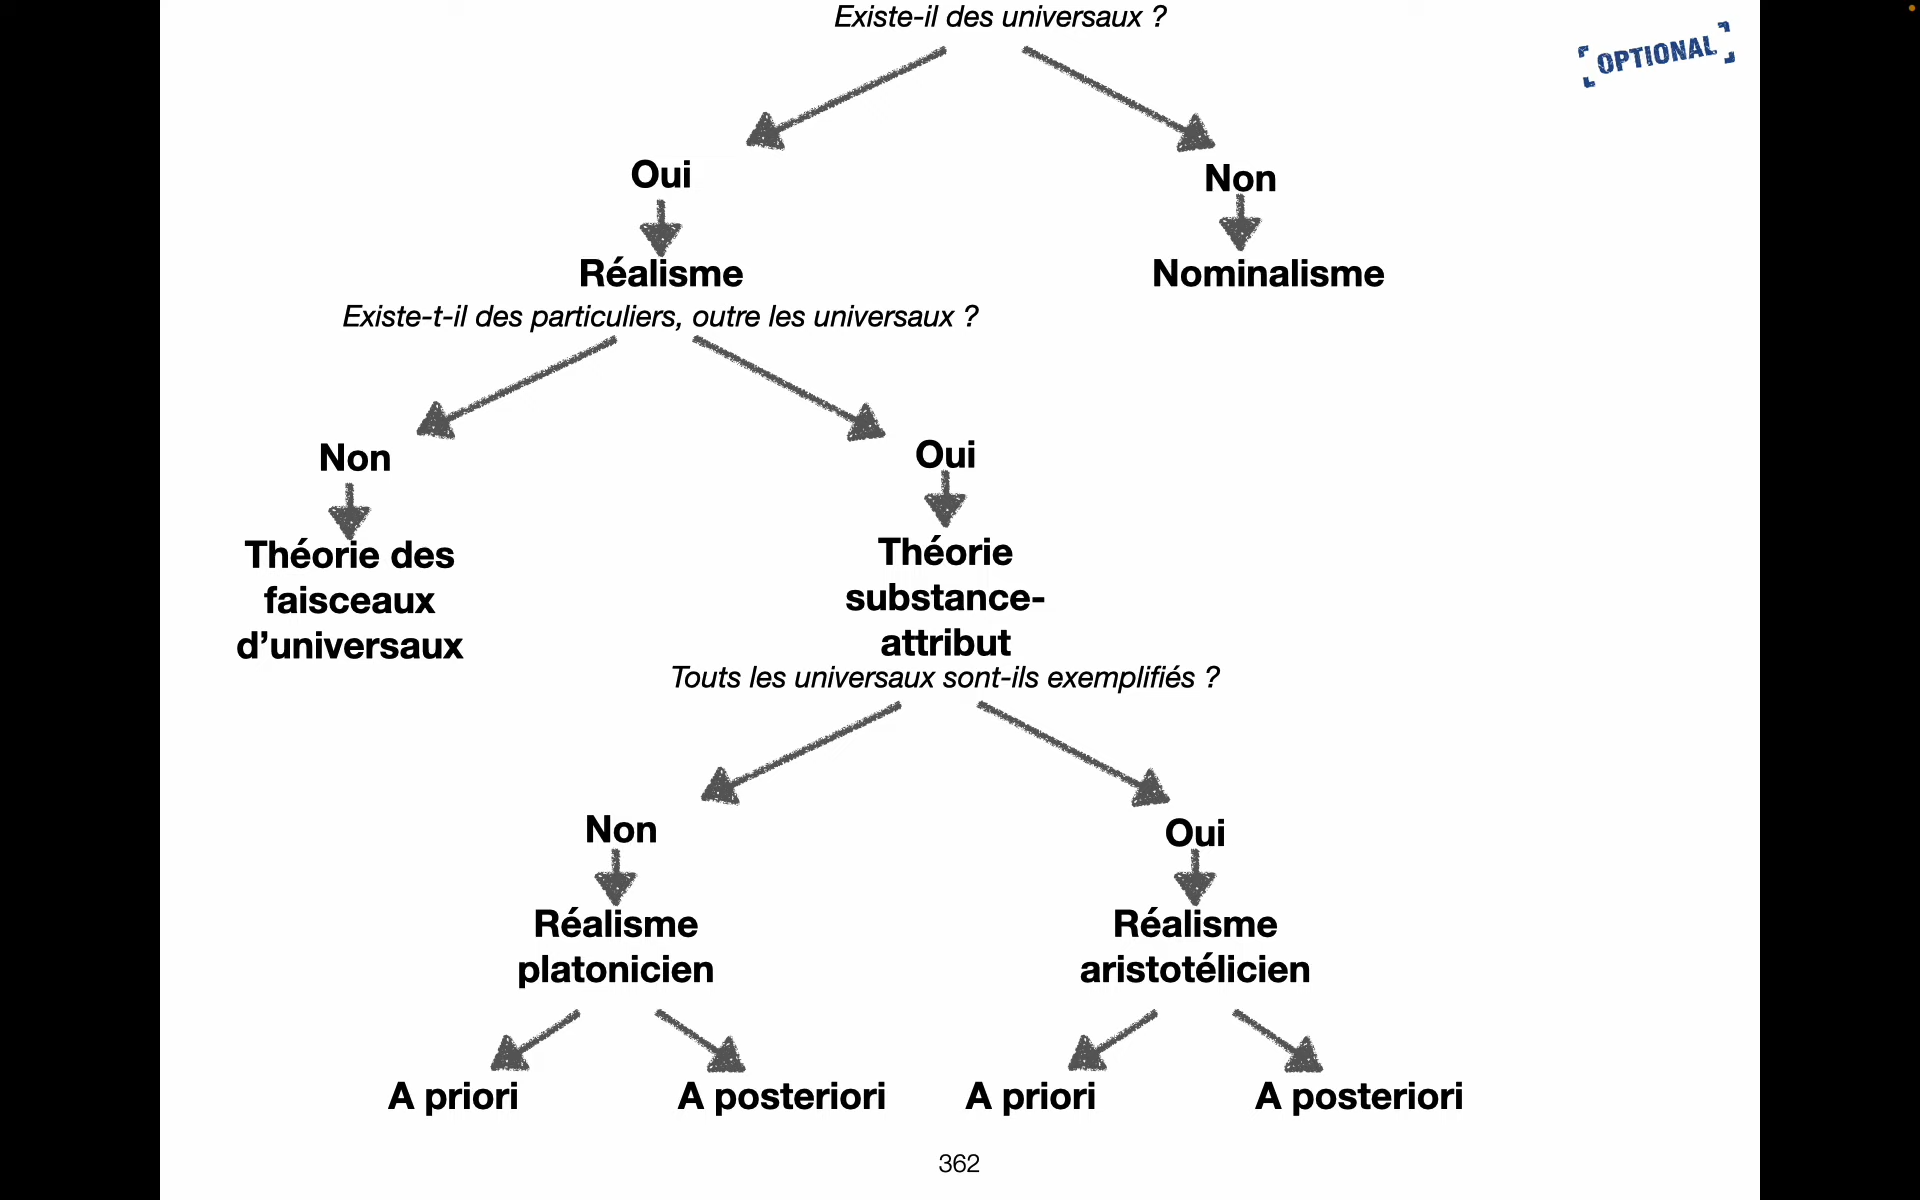 Existe-il des universaux ?
OPTIONAL
Oui
Non
Réalisme
Nominalisme
Existe-t-il des particuliers, outre les universaux ?
Non
Oui
Théorie des
faisceaux
d’universaux
Théorie
substance-
attribut
Touts les universaux sont-ils exemplifiés ?
Non
Oui
Réalisme
platonicien
Réalisme
aristotélicien
A priori
A posteriori
A priori
A posteriori
362